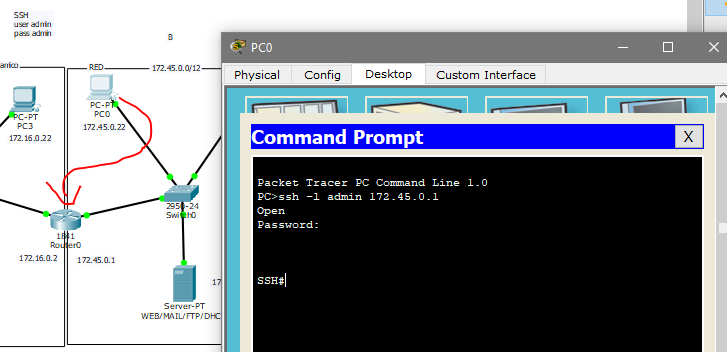 SSH
user admin
pass admin
B
amico
RED
172.45.0.0/12
PC-PT
PC3
172.16.0.22
PC-PT
PC0
172.45.0.22
2950-24
Switch0
1841
Router0
172.16.0.2
172.45.0.1
17
Server-PT
WEB/MAIL/FTP/DHC
PC0
Physical
Config
Desktop
Custom Interface
Command Prompt
X
Packet Tracer PC Command Line 1.0
PC>ssh -l admin 172.45.0.1
Open
Password:
SSH#